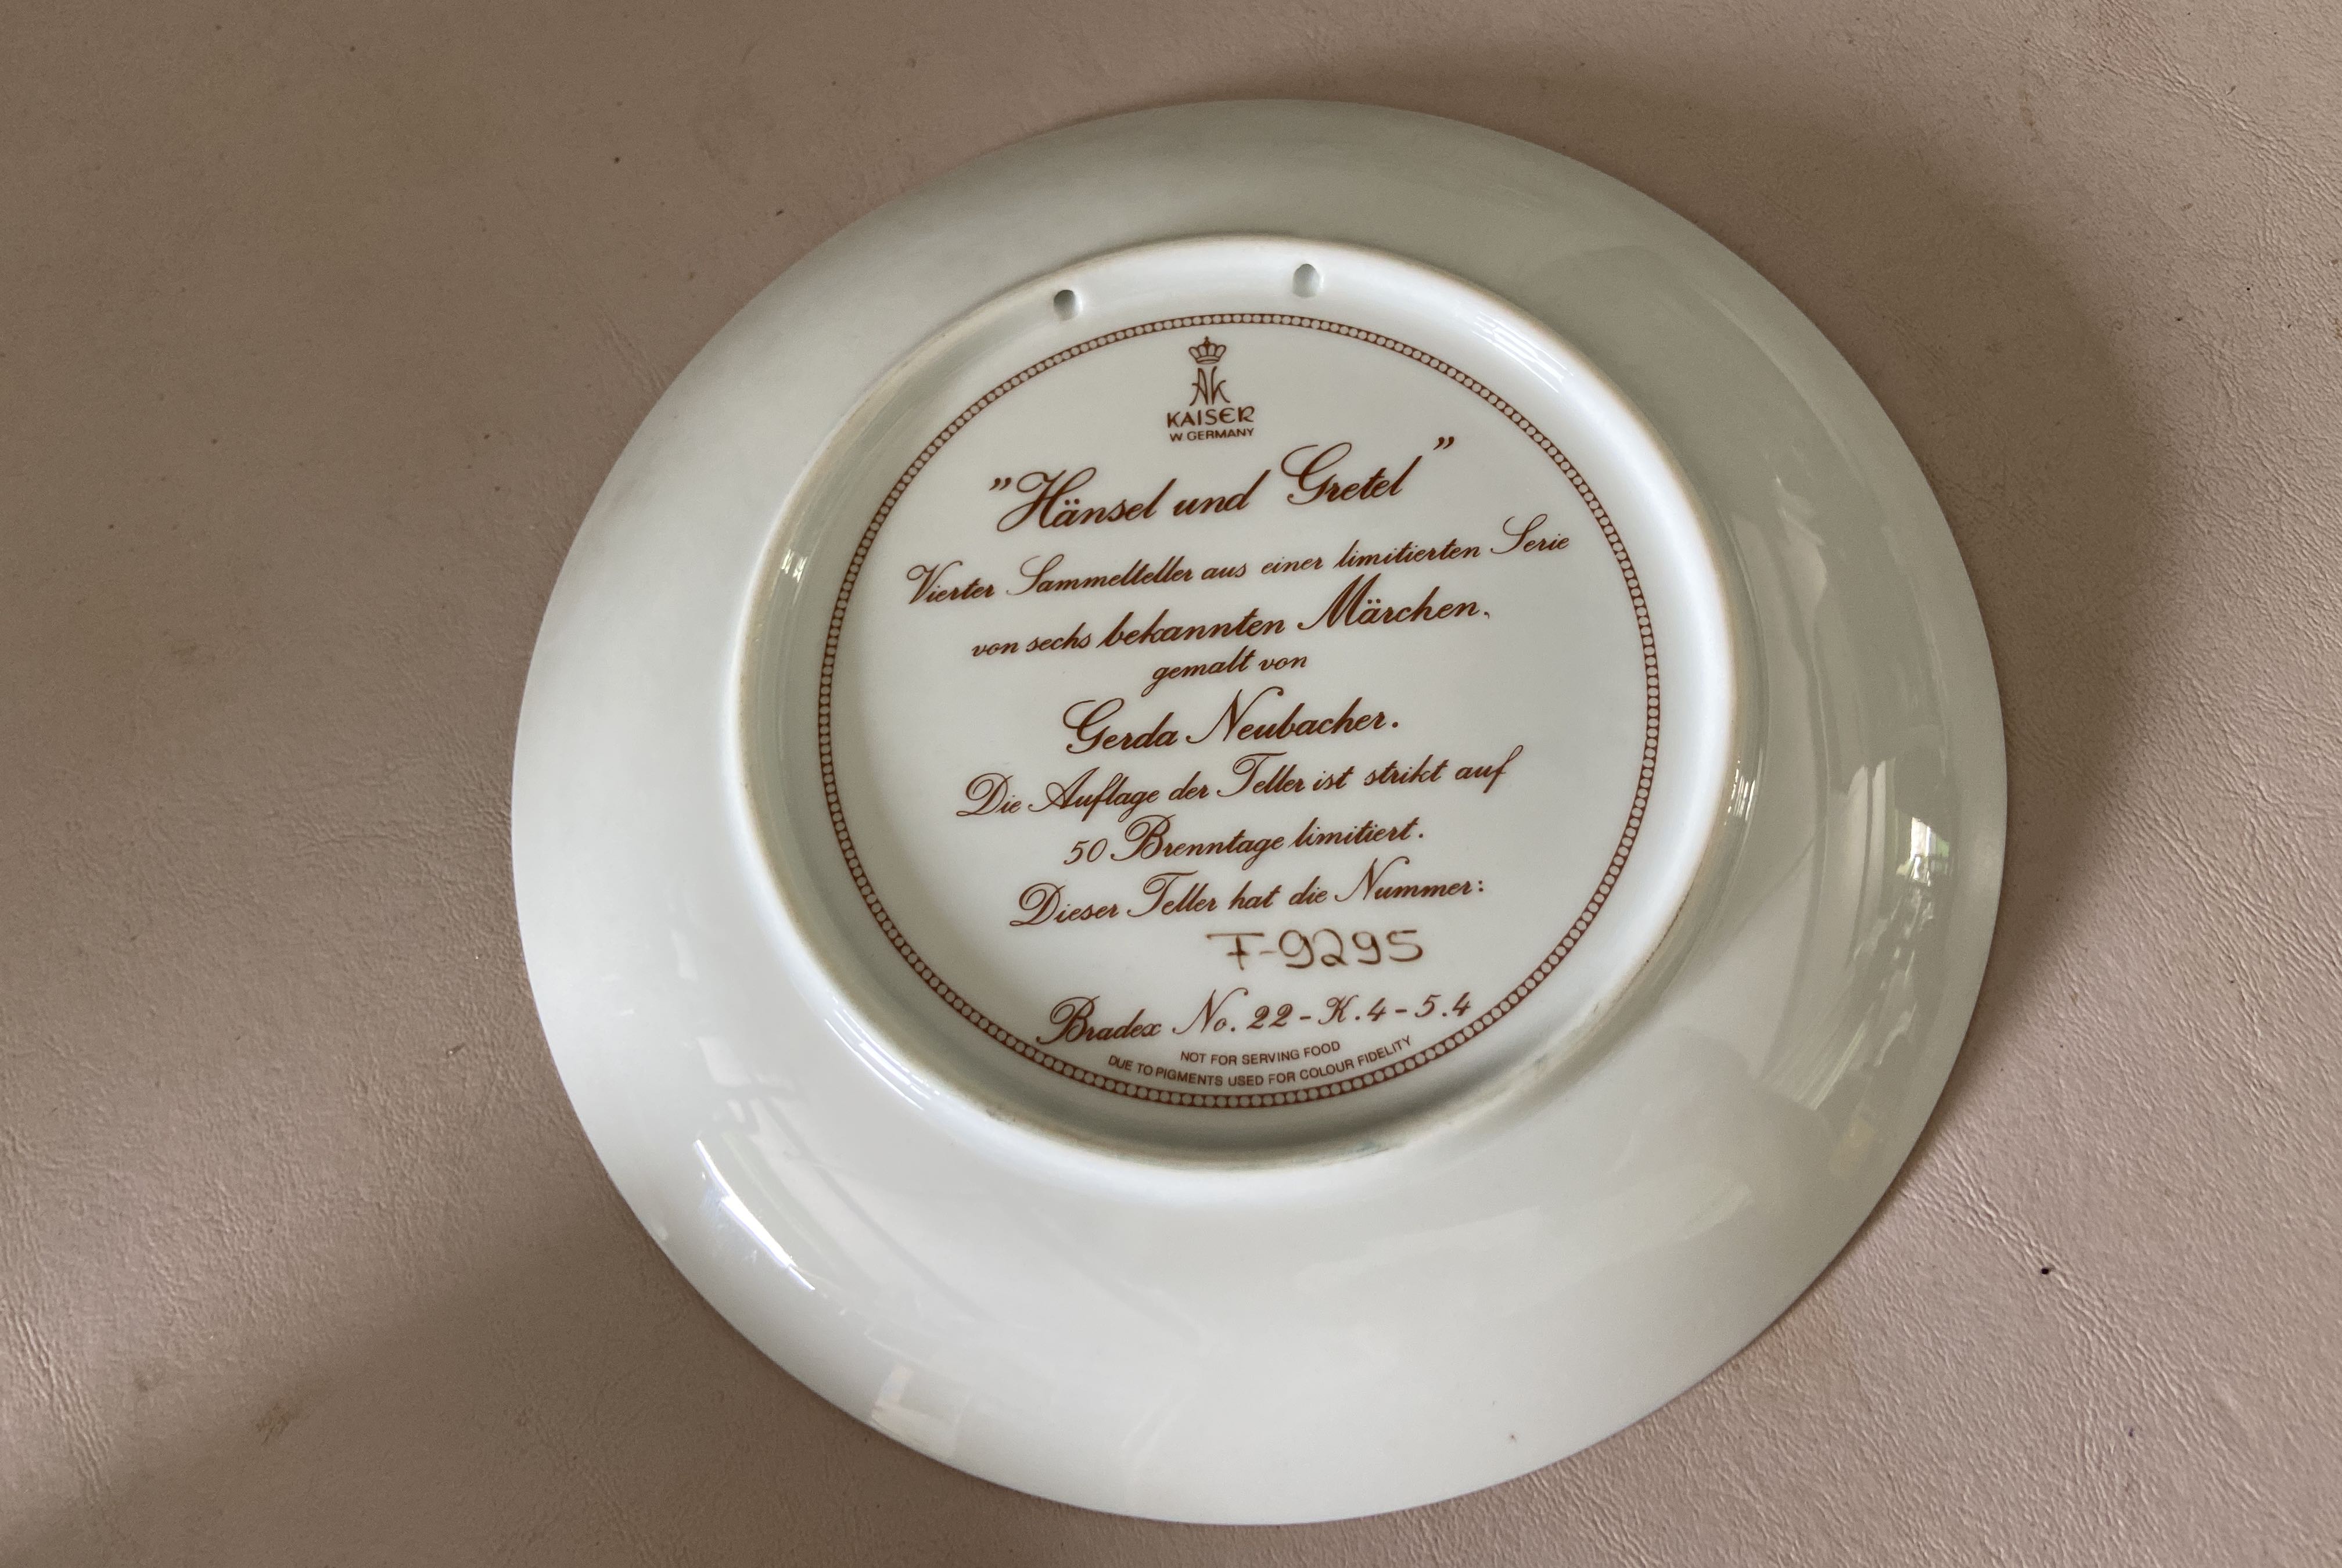 AK
KAISER
W. GERMANY
"Hänsel und Gretel"
Vierter Sammelteller aus einer limitierten Serie
von sechs bekannten Märchen,
gemalt von
Gerda Neubacher.
Die Auflage der Teller ist strikt auf
50 Brenntage limitiert.
Dieser Teller hat die Nummer:
F-9295
Bradex No. 22-K.4-5.4
NOT FOR SERVING FOOD
DUE TO PIGMENTS USED FOR COLOUR FIDELITY